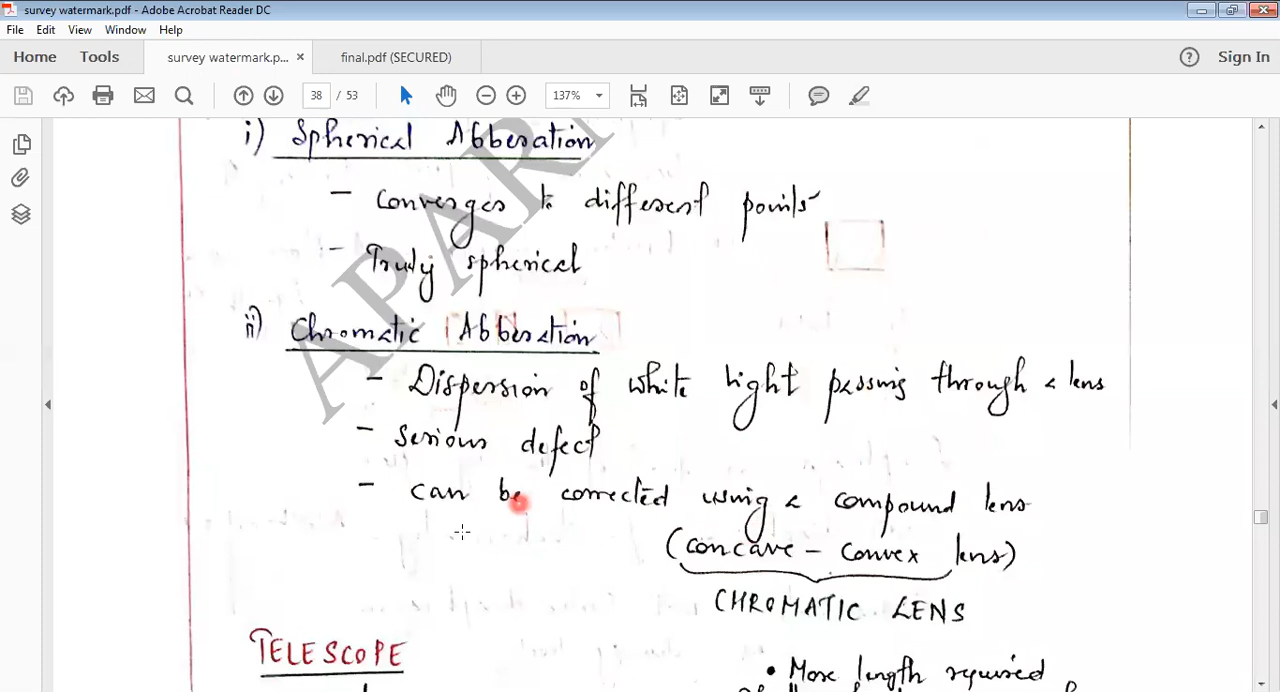 survey watermark.pdf - Adobe Acrobat Reader DC
File Edit View Window Help
Home Tools survey watermark.p... × final.pdf (SECURED) Sign In
38 / 53 137%
APAR
i) Spherical Abberation
- Converges to different points
- Truly spherical
ii) Chromatic Abberation
- Dispersion of white light passing through a lens
- Serious defect
- Can be corrected using a compound lens
(concave - convex lens)
CHROMATIC LENS
TELESCOPE
• More length required